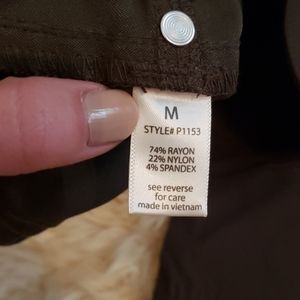 M
STYLE# P1153
74% RAYON
22% NYLON
4% SPANDEX
see reverse
for care
made in vietnam